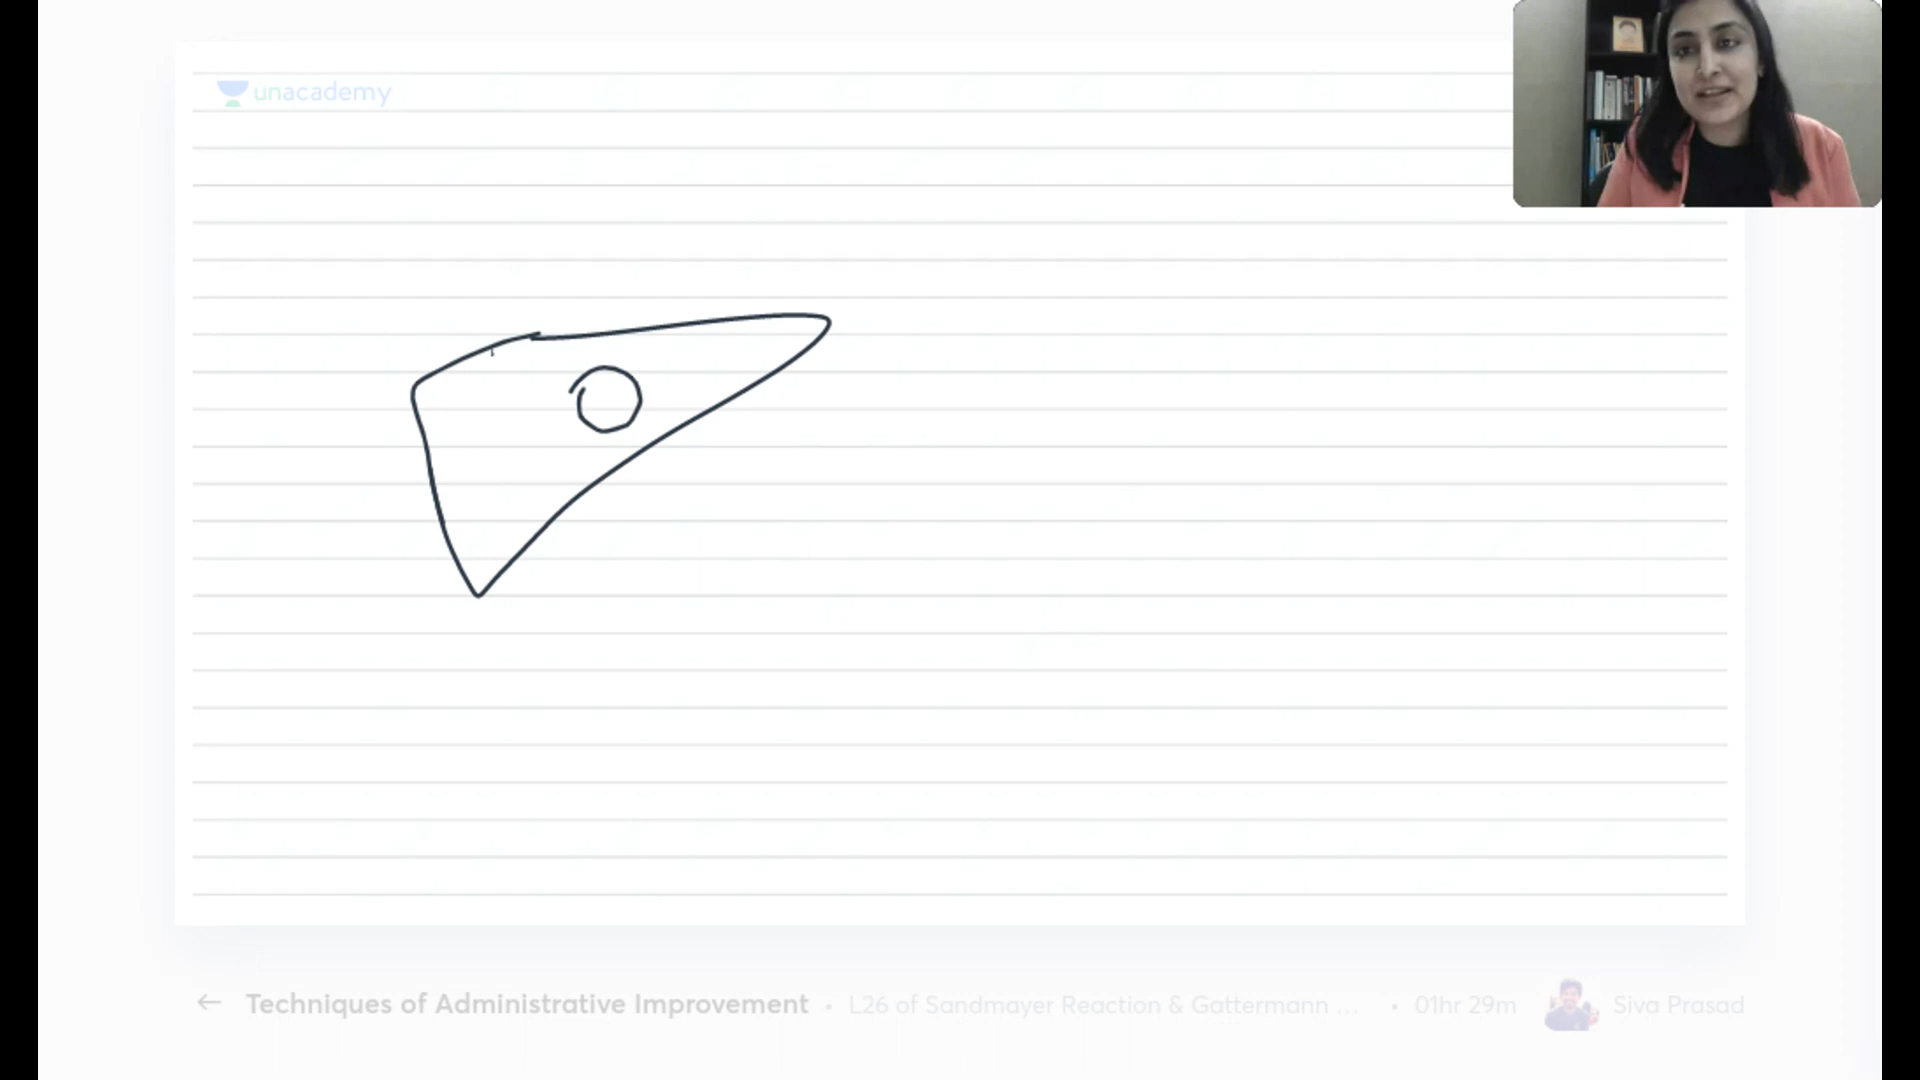 unacademy
Techniques of Administrative Improvement • L26 of Sandmayer Reaction & Gattermann ... • 01hr 29m Siva Prasad